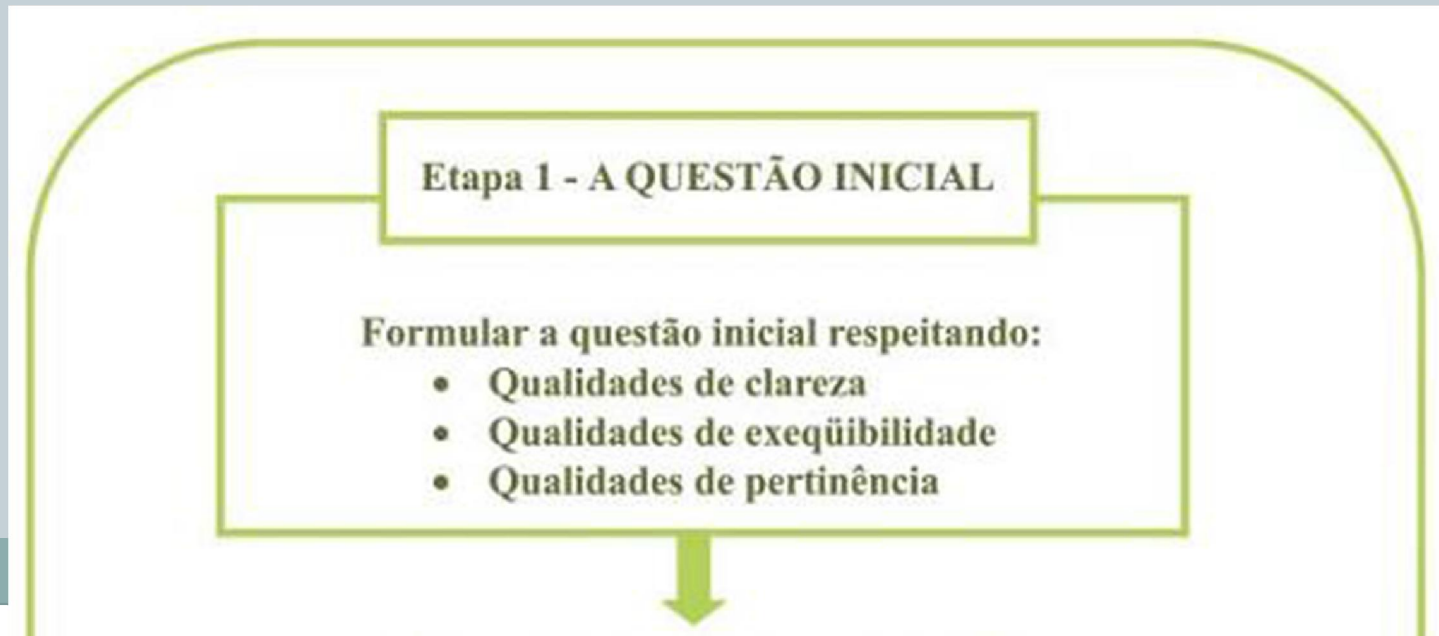 Etapa 1 - A QUESTÃO INICIAL
Formular a questão inicial respeitando:
• Qualidades de clareza
• Qualidades de exeqüibilidade
• Qualidades de pertinência